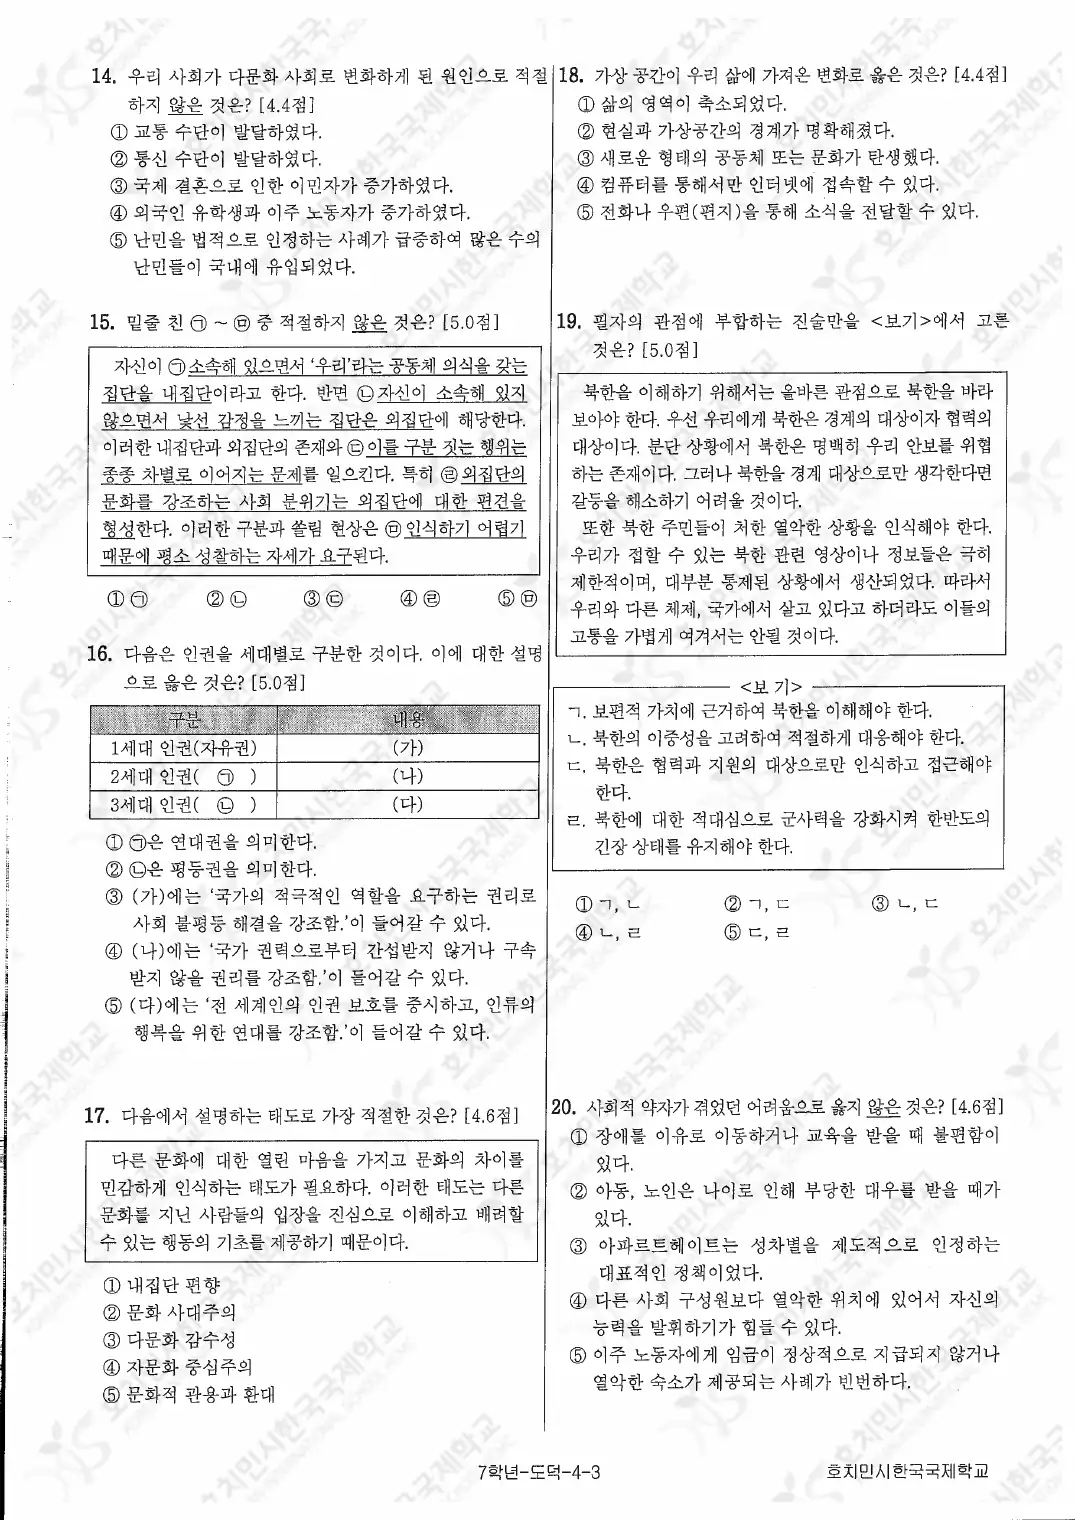 14. 우리 사회가 다문화 사회로 변화하게 된 원인으로 적절
하지 않은 것은? [4.4점]
① 교통 수단이 발달하였다.
② 통신 수단이 발달하였다.
③ 국제 결혼으로 인한 이민자가 증가하였다.
④ 외국인 유학생과 이주 노동자가 증가하였다.
⑤ 난민을 법적으로 인정하는 사례가 급증하여 많은 수의
난민들이 국내에 유입되었다.
15. 밑줄 친 ㉠ ~ ㉤ 중 적절하지 않은 것은? [5.0점]
자신이 ㉠소속해 있으면서 ‘우리’라는 공동체 의식을 갖는
집단을 내집단이라고 한다. 반면 ㉡자신이 소속해 있지
않으면서 낯선 감정을 느끼는 집단은 외집단에 해당한다.
이러한 내집단과 외집단의 존재와 ㉢이를 구분 짓는 행위는
종종 차별로 이어지는 문제를 일으킨다. 특히 ㉣외집단의
문화를 강조하는 사회 분위기는 외집단에 대한 편견을
형성한다. 이러한 구분과 쏠림 현상은 ㉤인식하기 어렵기
때문에 평소 성찰하는 자세가 요구된다.
① ㉠ ② ㉡ ③ ㉢ ④ ㉣ ⑤ ㉤
16. 다음은 인권을 세대별로 구분한 것이다. 이에 대한 설명
으로 옳은 것은? [5.0점]
구분 내용
1세대 인권(자유권) (가)
2세대 인권( ㉠ ) (나)
3세대 인권( ㉡ ) (다)
① ㉠은 연대권을 의미한다.
② ㉡은 평등권을 의미한다.
③ (가)에는 ‘국가의 적극적인 역할을 요구하는 권리로
사회 불평등 해결을 강조함.’이 들어갈 수 있다.
④ (나)에는 ‘국가 권력으로부터 간섭받지 않거나 구속
받지 않을 권리를 강조함.’이 들어갈 수 있다.
⑤ (다)에는 ‘전 세계인의 인권 보호를 중시하고, 인류의
행복을 위한 연대를 강조함.’이 들어갈 수 있다.
17. 다음에서 설명하는 태도로 가장 적절한 것은? [4.6점]
다른 문화에 대한 열린 마음을 가지고 문화의 차이를
민감하게 인식하는 태도가 필요하다. 이러한 태도는 다른
문화를 지닌 사람들의 입장을 진심으로 이해하고 배려할
수 있는 행동의 기초를 제공하기 때문이다.
① 내집단 편향
② 문화 사대주의
③ 다문화 감수성
④ 자문화 중심주의
⑤ 문화적 관용과 환대
18. 가상 공간이 우리 삶에 가져온 변화로 옳은 것은? [4.4점]
① 삶의 영역이 축소되었다.
② 현실과 가상공간의 경계가 명확해졌다.
③ 새로운 형태의 공동체 또는 문화가 탄생했다.
④ 컴퓨터를 통해서만 인터넷에 접속할 수 있다.
⑤ 전화나 우편(편지)을 통해 소식을 전달할 수 있다.
19. 필자의 관점에 부합하는 진술만을 <보기>에서 고른
것은? [5.0점]
북한을 이해하기 위해서는 올바른 관점으로 북한을 바라
보아야 한다. 우선 우리에게 북한은 경계의 대상이자 협력의
대상이다. 분단 상황에서 북한은 명백히 우리 안보를 위협
하는 존재이다. 그러나 북한을 경계 대상으로만 생각한다면
갈등을 해소하기 어려울 것이다.
또한 북한 주민들이 처한 열악한 상황을 인식해야 한다.
우리가 접할 수 있는 북한 관련 영상이나 정보들은 극히
제한적이며, 대부분 통제된 상황에서 생산되었다. 따라서
우리와 다른 체제, 국가에서 살고 있다고 하더라도 이들의
고통을 가볍게 여겨서는 안될 것이다.
<보 기>
ㄱ. 보편적 가치에 근거하여 북한을 이해해야 한다.
ㄴ. 북한의 이중성을 고려하여 적절하게 대응해야 한다.
ㄷ. 북한은 협력과 지원의 대상으로만 인식하고 접근해야
한다.
ㄹ. 북한에 대한 적대심으로 군사력을 강화시켜 한반도의
긴장 상태를 유지해야 한다.
① ㄱ, ㄴ ② ㄱ, ㄷ ③ ㄴ, ㄷ
④ ㄴ, ㄹ ⑤ ㄷ, ㄹ
20. 사회적 약자가 겪었던 어려움으로 옳지 않은 것은? [4.6점]
① 장애를 이유로 이동하거나 교육을 받을 때 불편함이
있다.
② 아동, 노인은 나이로 인해 부당한 대우를 받을 때가
있다.
③ 아파르트헤이트는 성차별을 제도적으로 인정하는
대표적인 정책이었다.
④ 다른 사회 구성원보다 열악한 위치에 있어서 자신의
능력을 발휘하기가 힘들 수 있다.
⑤ 이주 노동자에게 임금이 정상적으로 지급되지 않거나
열악한 숙소가 제공되는 사례가 빈번하다.
7학년-도덕-4-3
호치민시한국국제학교